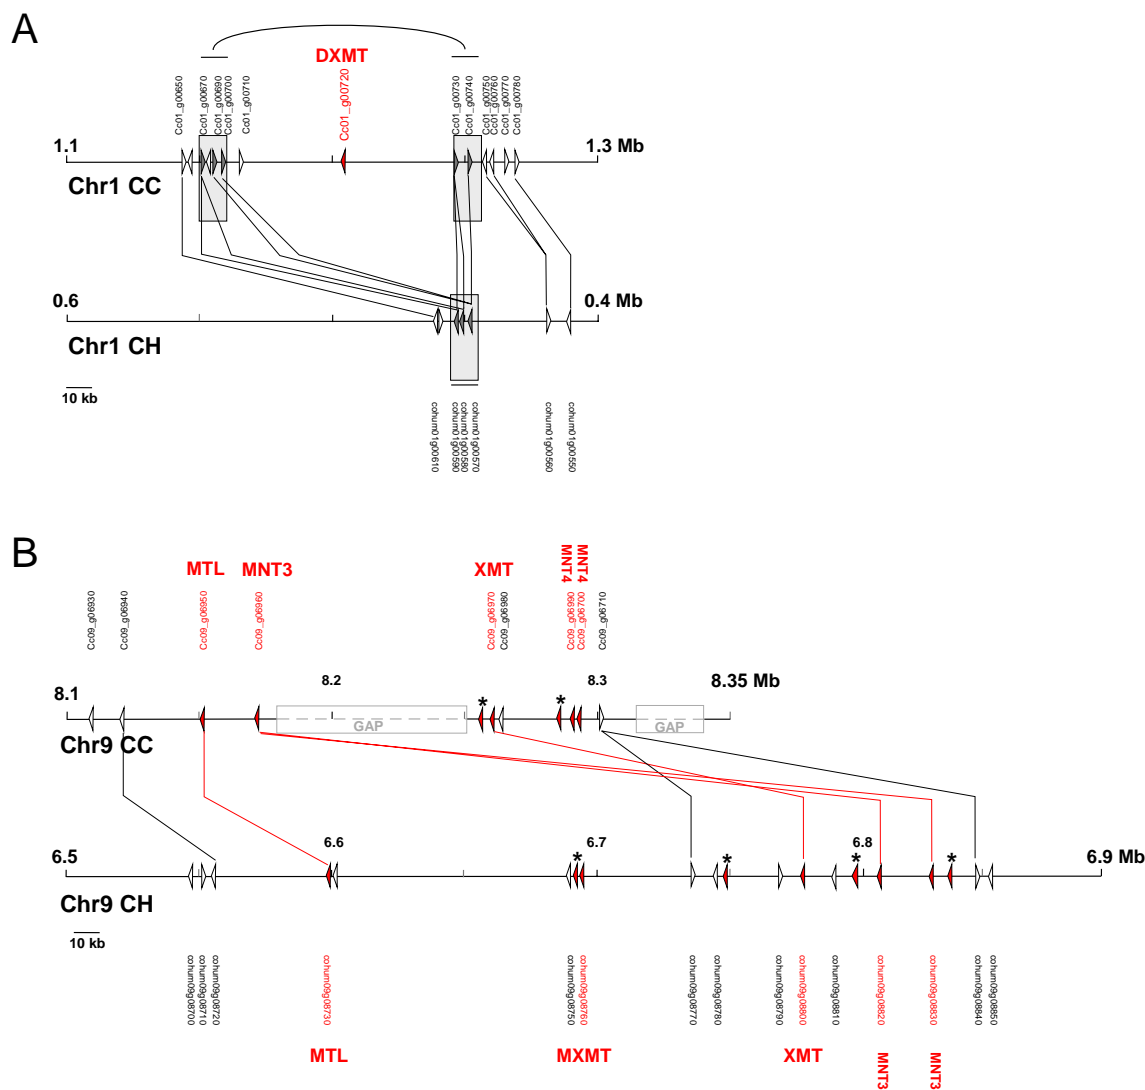 A
DXMT
Cc01_g00650
Cc01_g00670
Cc01_g00690
Cc01_g00700
Cc01_g00710
Cc01_g00720
Cc01_g00730
Cc01_g00740
Cc01_g00750
Cc01_g00760
Cc01_g00770
Cc01_g00780
1.1
1.3 Mb
Chr1 CC
0.6
0.4 Mb
Chr1 CH
10 kb
cohum01g00610
cohum01g00590
cohum01g00580
cohum01g00570
cohum01g00560
cohum01g00550
B
MTL
MNT3
XMT
MNT4
MNT4
Cc09_g06930
Cc09_g06940
Cc09_g06950
Cc09_g06960
Cc09_g06970
Cc09_g06980
Cc09_g06990
Cc09_g06700
Cc09_g06710
8.1
8.2
8.3
8.35 Mb
* *
GAP
GAP
Chr9 CC
6.5
6.6
6.7
6.8
6.9 Mb
* * * *
Chr9 CH
10 kb
cohum09g08700
cohum09g08710
cohum09g08720
cohum09g08730
cohum09g08750
cohum09g08760
cohum09g08770
cohum09g08780
cohum09g08790
cohum09g08800
cohum09g08810
cohum09g08820
cohum09g08830
cohum09g08840
cohum09g08850
MTL
MXMT
XMT
MNT3
MNT3